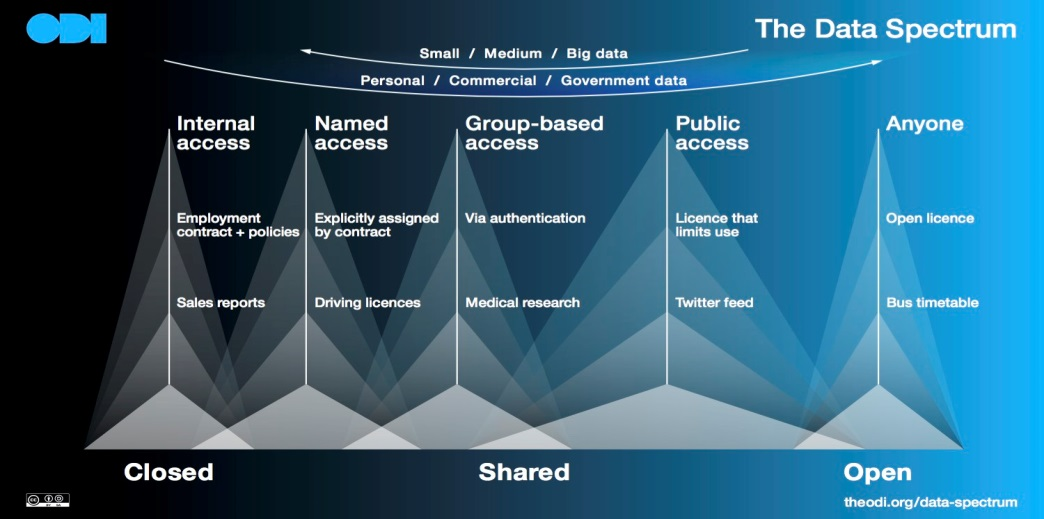 ODI
The Data Spectrum
Small / Medium / Big data
Personal / Commercial / Government data
Internal
access
Named
access
Group-based
access
Public
access
Anyone
Employment
contract + policies
Explicitly assigned
by contract
Via authentication
Licence that
limits use
Open licence
Sales reports
Driving licences
Medical research
Twitter feed
Bus timetable
Closed
Shared
Open
theodi.org/data-spectrum